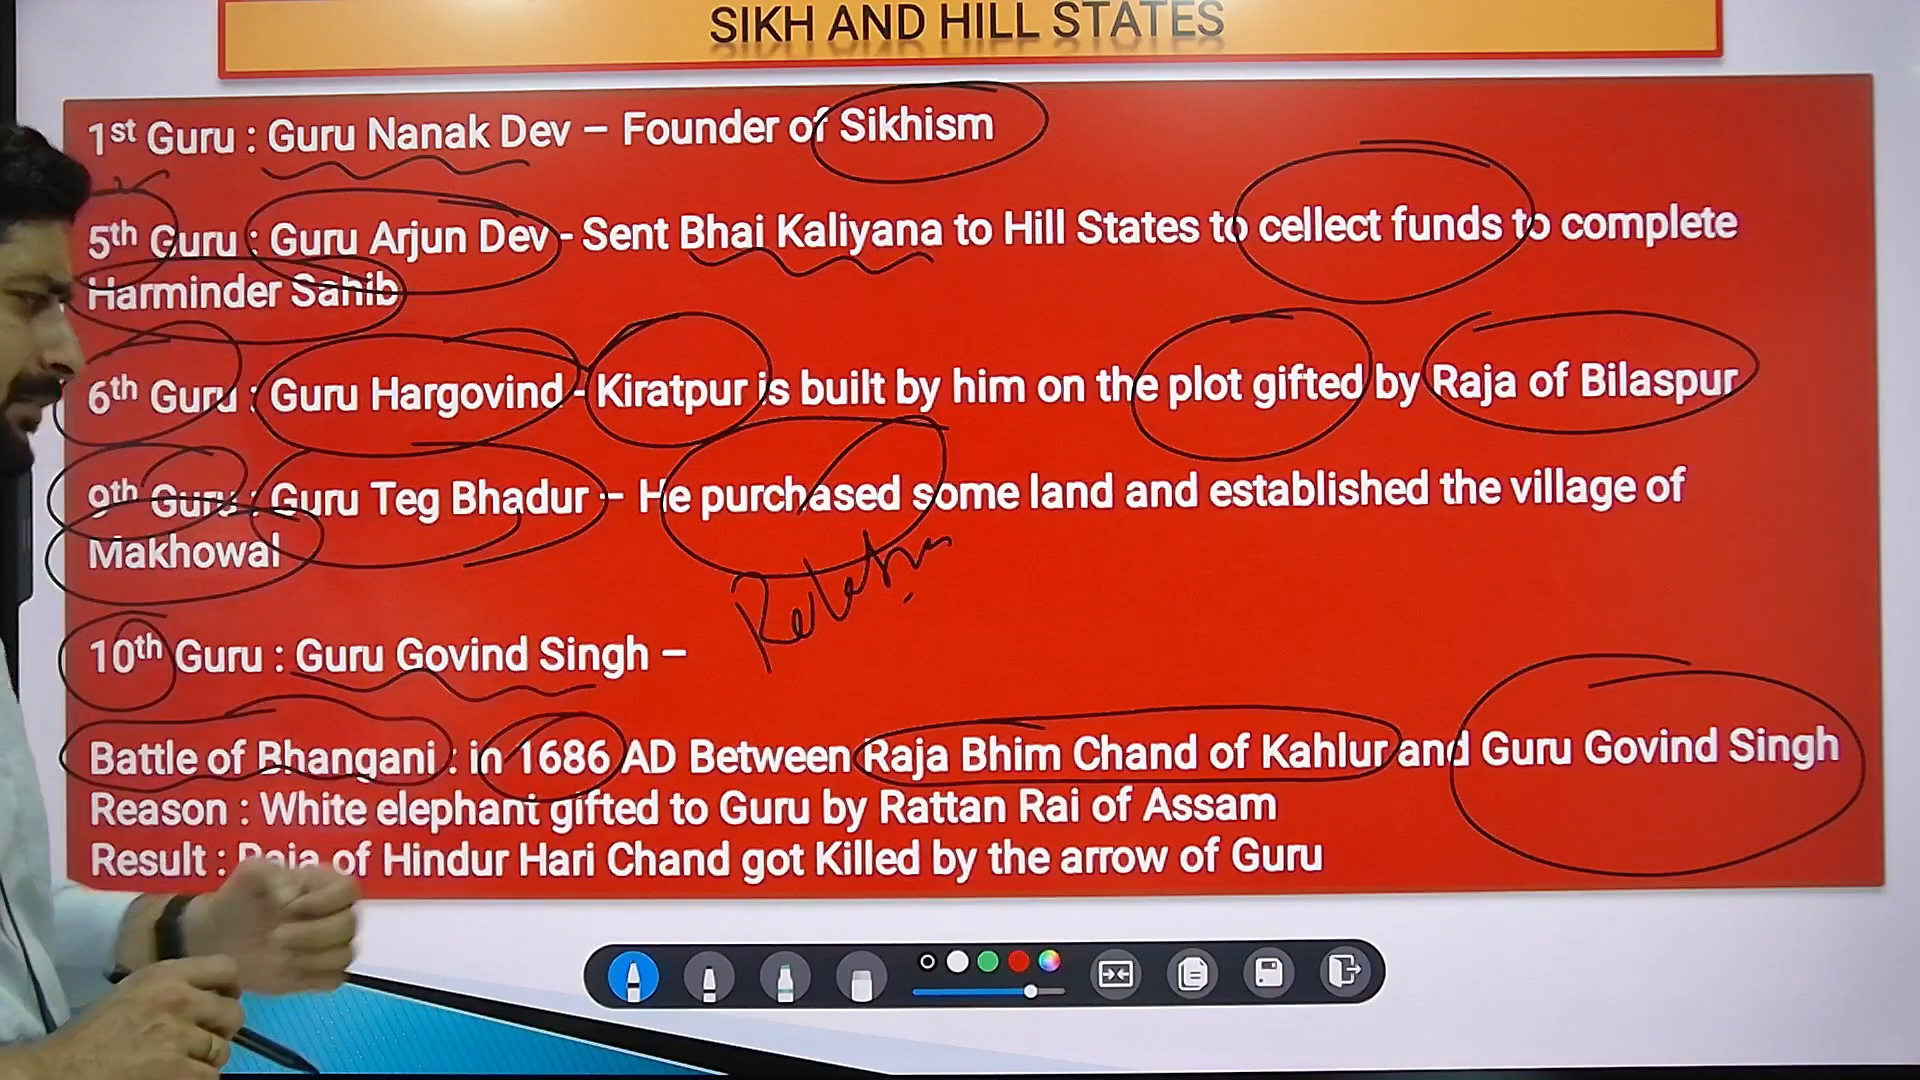 SIKH AND HILL STATES
1st Guru : Guru Nanak Dev – Founder of Sikhism
5th Guru : Guru Arjun Dev - Sent Bhai Kaliyana to Hill States to cellect funds to complete
Harminder Sahib
6th Guru : Guru Hargovind - Kiratpur is built by him on the plot gifted by Raja of Bilaspur
9th Guru : Guru Teg Bhadur – He purchased some land and established the village of
Makhowal
10th Guru : Guru Govind Singh –
Battle of Bhangani : in 1686 AD Between Raja Bhim Chand of Kahlur and Guru Govind Singh
Reason : White elephant gifted to Guru by Rattan Rai of Assam
Result : Raja of Hindur Hari Chand got Killed by the arrow of Guru